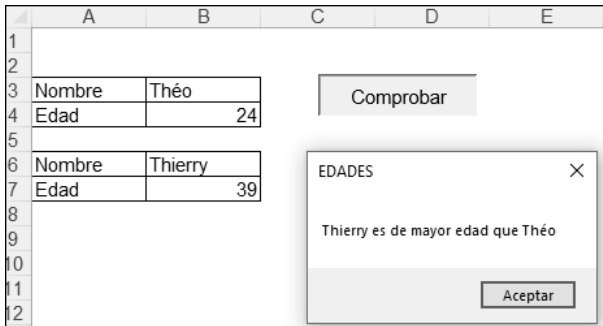 A B C D E
1
2
3 Nombre Théo Comprobar
4 Edad 24
5
6 Nombre Thierry EDADES
7 Edad 39
8
9 Thierry es de mayor edad que Théo
10
11 Aceptar
12